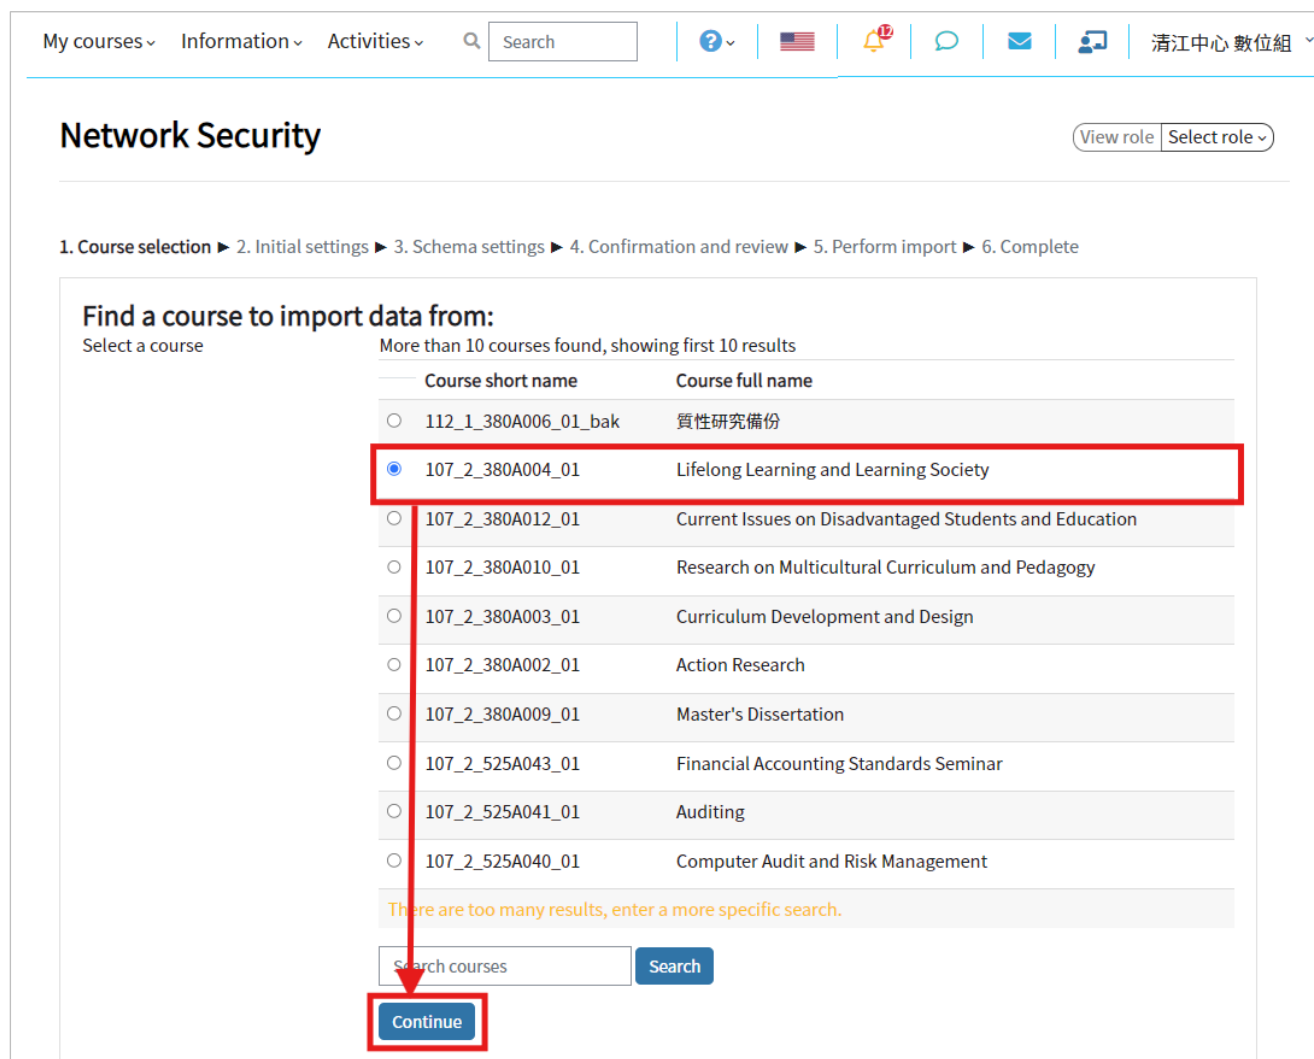 My courses Information Activities Search 12 清江中心 數位組
Network Security
View role Select role
1. Course selection ► 2. Initial settings ► 3. Schema settings ► 4. Confirmation and review ► 5. Perform import ► 6. Complete
Find a course to import data from:
Select a course More than 10 courses found, showing first 10 results
Course short name Course full name
112_1_380A006_01_bak 質性研究備份
107_2_380A004_01 Lifelong Learning and Learning Society
107_2_380A012_01 Current Issues on Disadvantaged Students and Education
107_2_380A010_01 Research on Multicultural Curriculum and Pedagogy
107_2_380A003_01 Curriculum Development and Design
107_2_380A002_01 Action Research
107_2_380A009_01 Master's Dissertation
107_2_525A043_01 Financial Accounting Standards Seminar
107_2_525A041_01 Auditing
107_2_525A040_01 Computer Audit and Risk Management
There are too many results, enter a more specific search.
Search courses Search
Continue